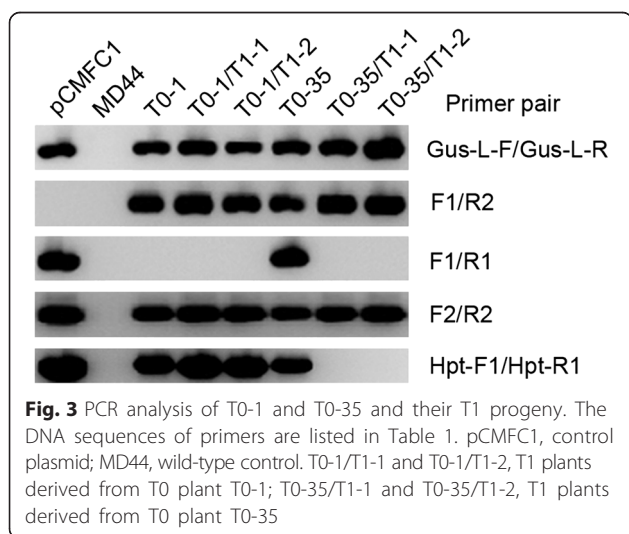 pCMFC1 MD44 T0-1 T0-1/T1-1 T0-1/T1-2 T0-35 T0-35/T1-1 T0-35/T1-2 Primer pair
Gus-L-F/Gus-L-R
F1/R2
F1/R1
F2/R2
Hpt-F1/Hpt-R1
Fig. 3 PCR analysis of T0-1 and T0-35 and their T1 progeny. The
DNA sequences of primers are listed in Table 1. pCMFC1, control
plasmid; MD44, wild-type control. T0-1/T1-1 and T0-1/T1-2, T1 plants
derived from T0 plant T0-1; T0-35/T1-1 and T0-35/T1-2, T1 plants
derived from T0 plant T0-35